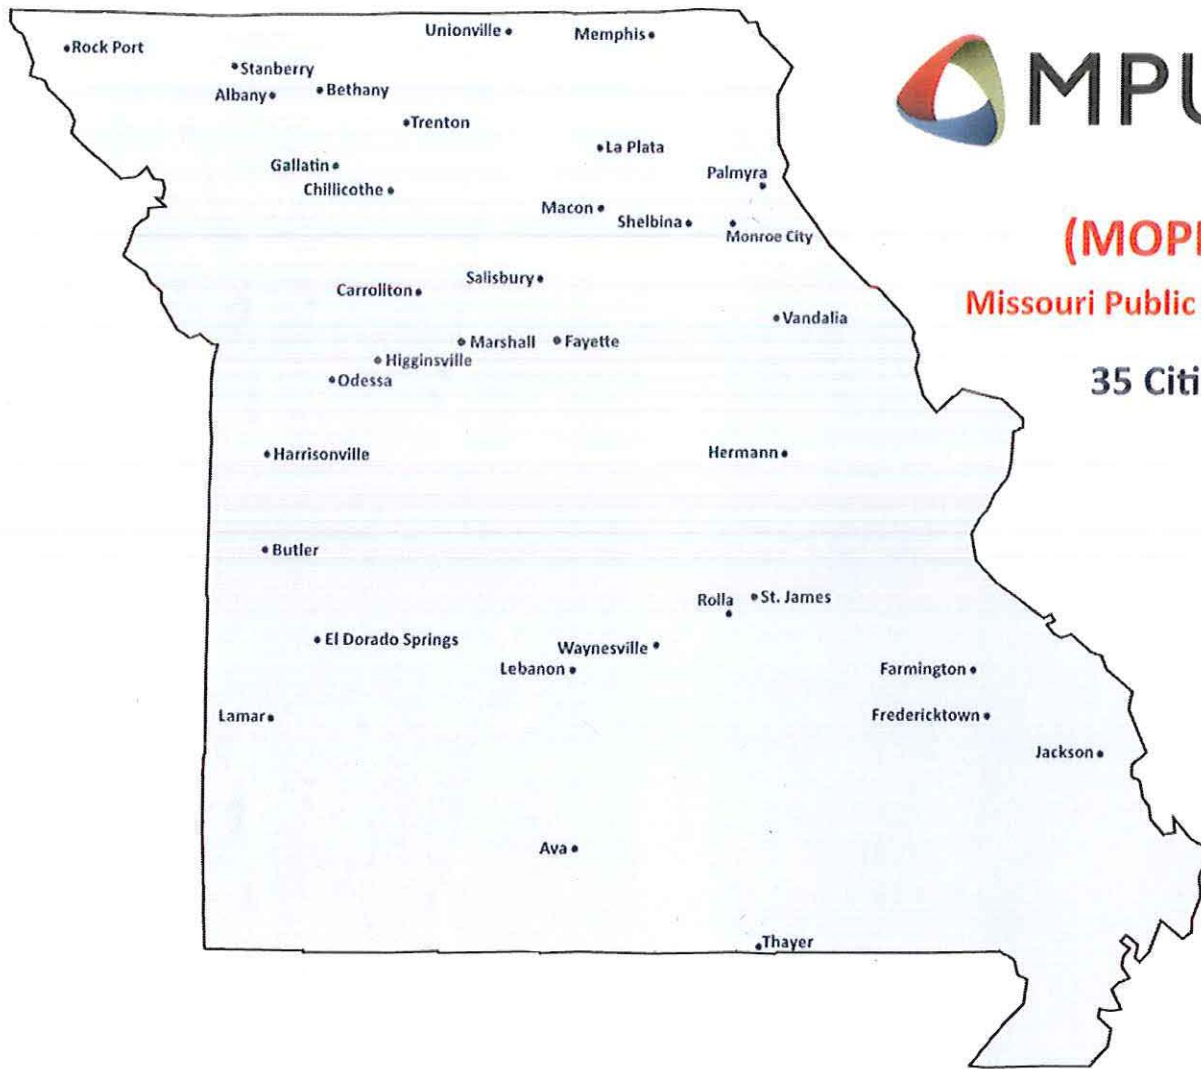 Unionville
Memphis
Rock Port
Stanberry
Albany
Bethany
Trenton
La Plata
Gallatin
Palmyra
Chillicothe
Macon
Shelbina
Monroe City
Salisbury
Carrollton
Vandalia
Marshall
Fayette
Higginsville
Odessa
Harrisonville
Hermann
Butler
Rolla
St. James
El Dorado Springs
Waynesville
Lebanon
Farmington
Lamar
Fredericktown
Jackson
Ava
Thayer
MPU
(MOP
Missouri Public
35 Citi